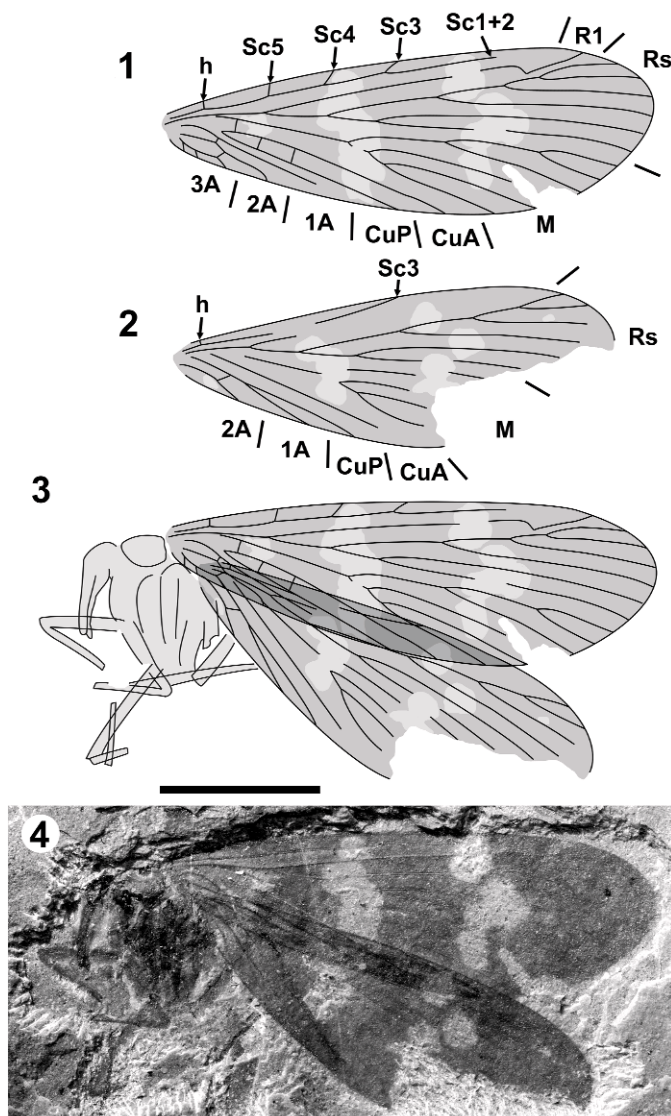 1
h Sc5 Sc4 Sc3 Sc1+2 R1 Rs
3A 2A 1A CuP CuA M
2
h Sc3 Rs
2A 1A CuP CuA M
3
4